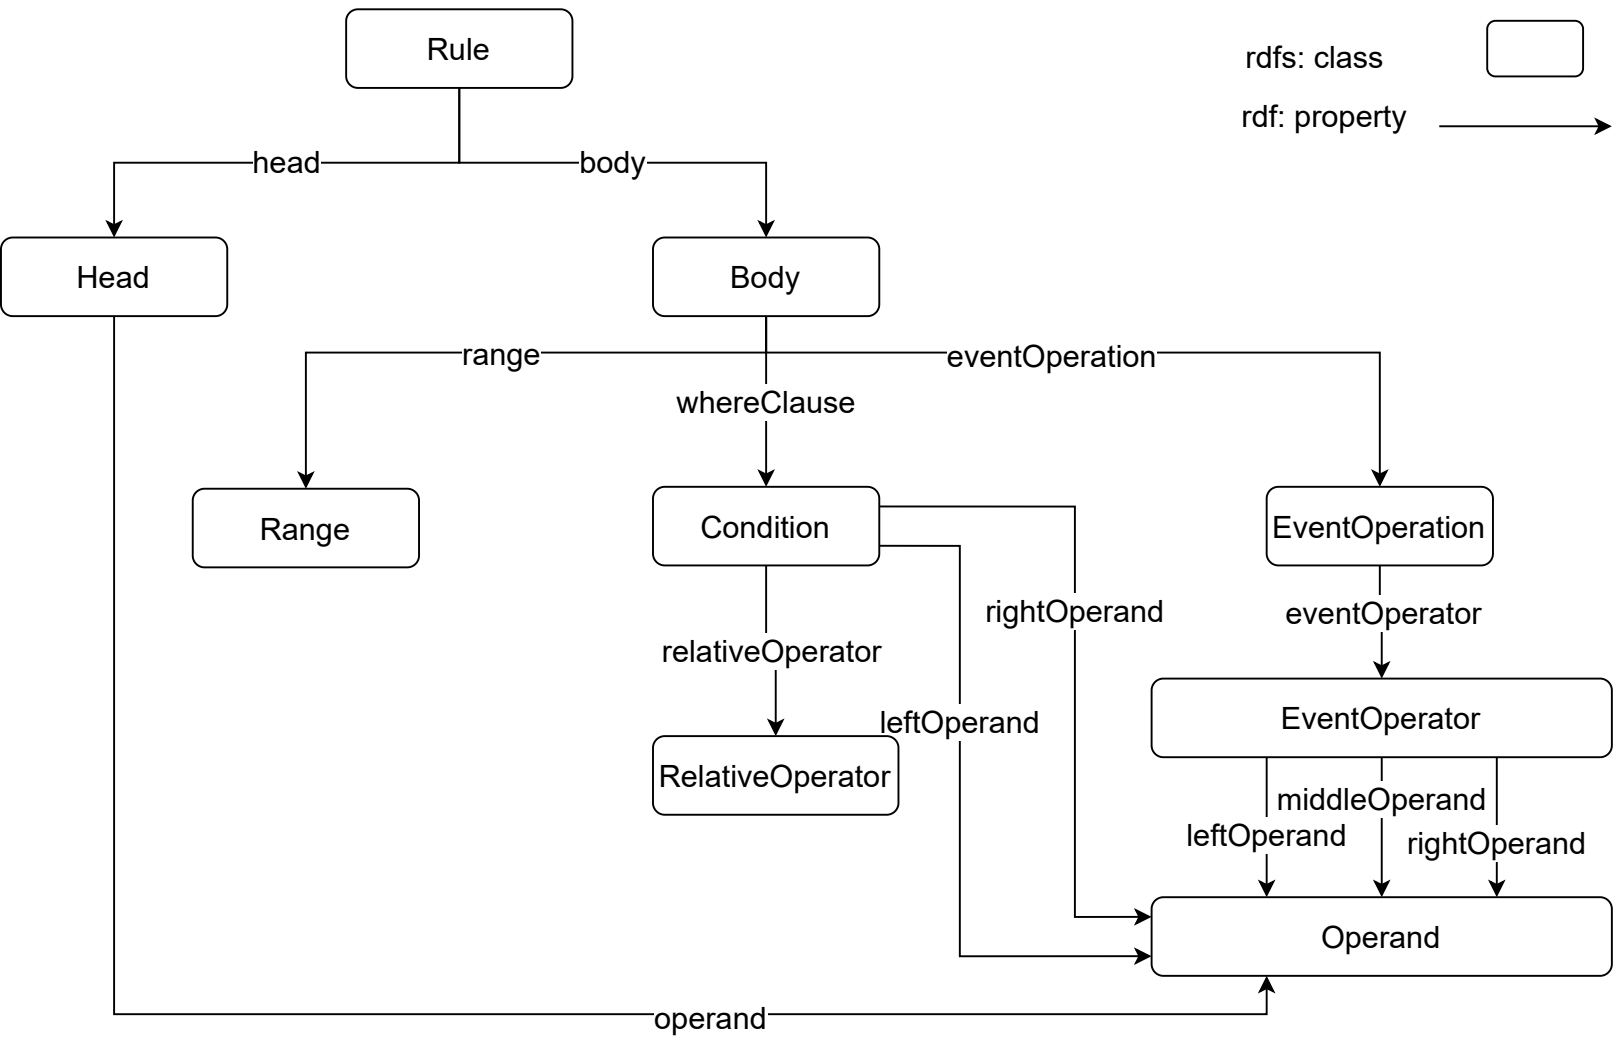 Rule
rdfs: class
rdf: property
head
body
Head
Body
range
eventOperation
whereClause
Range
Condition
EventOperation
rightOperand
eventOperator
relativeOperator
leftOperand
EventOperator
RelativeOperator
middleOperand
leftOperand
rightOperand
Operand
operand